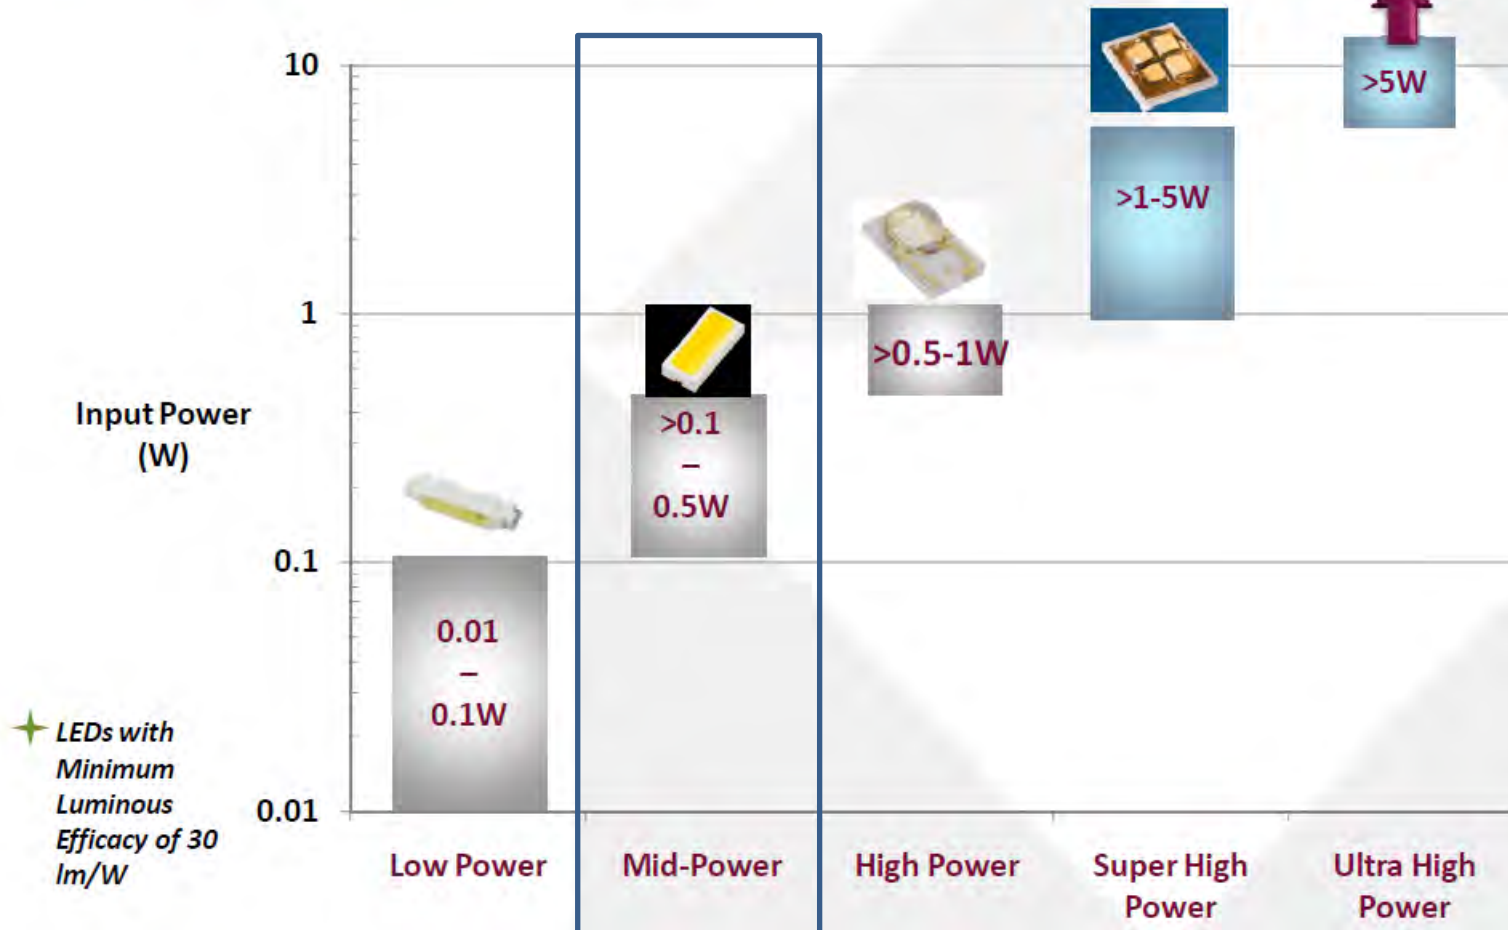 10
1
0.1
0.01
Input Power
(W)
LEDs with
Minimum
Luminous
Efficacy of 30
lm/W
0.01
–
0.1W
>0.1
–
0.5W
>0.5-1W
>1-5W
>5W
Low Power
Mid-Power
High Power
Super High
Power
Ultra High
Power